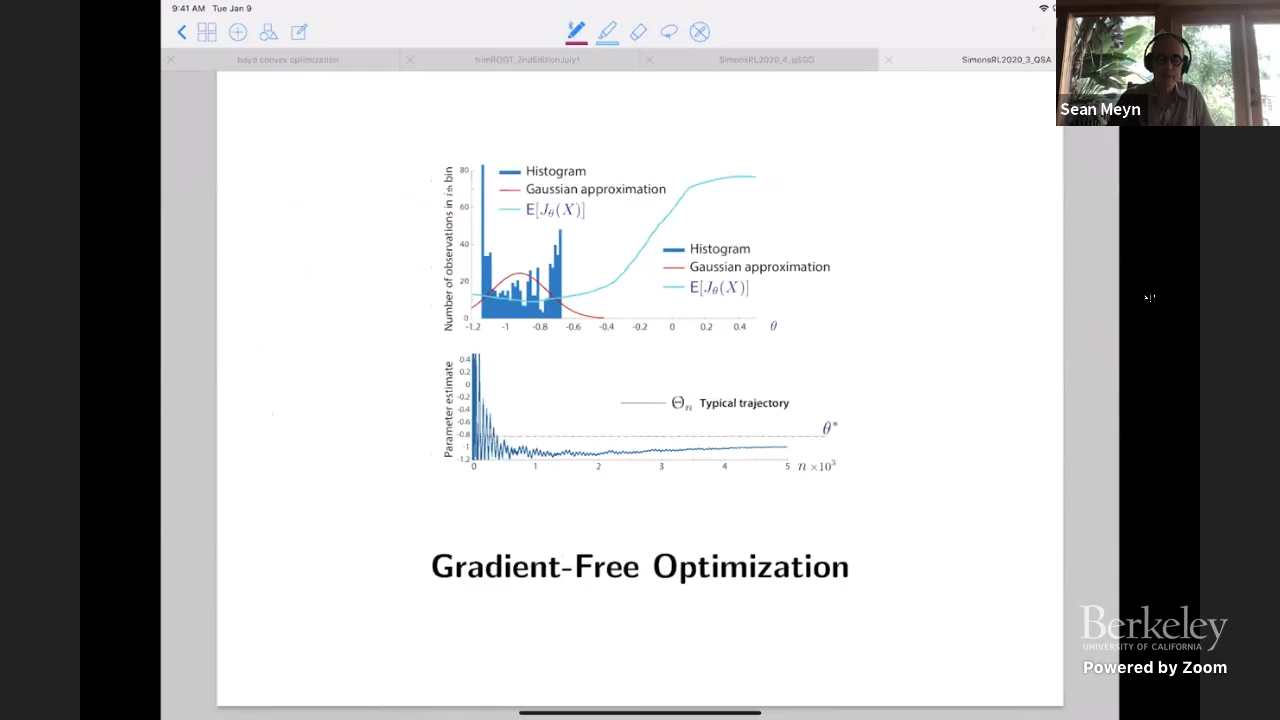 9:41 AM Tue Jan 9
boyd convex optimization
trimROOT_2ndEditionJuly1
SimonsRL2020_4_qSGD
SimonsRL2020_3_QSA
Sean Meyn
Number of observations in iₜₕ bin
80
60
40
20
0
Histogram
Gaussian approximation
E[J_θ(X)]
Histogram
Gaussian approximation
E[J_θ(X)]
-1.2 -1 -0.8 -0.6 -0.4 -0.2 0 0.2 0.4 θ
Parameter estimate
0.4
0.2
0
-0.2
-0.4
-0.6
-0.8
-1
-1.2
Θₙ Typical trajectory
θ*
0 1 2 3 4 5 n ×10³
Gradient-Free Optimization
Berkeley
UNIVERSITY OF CALIFORNIA
Powered by Zoom